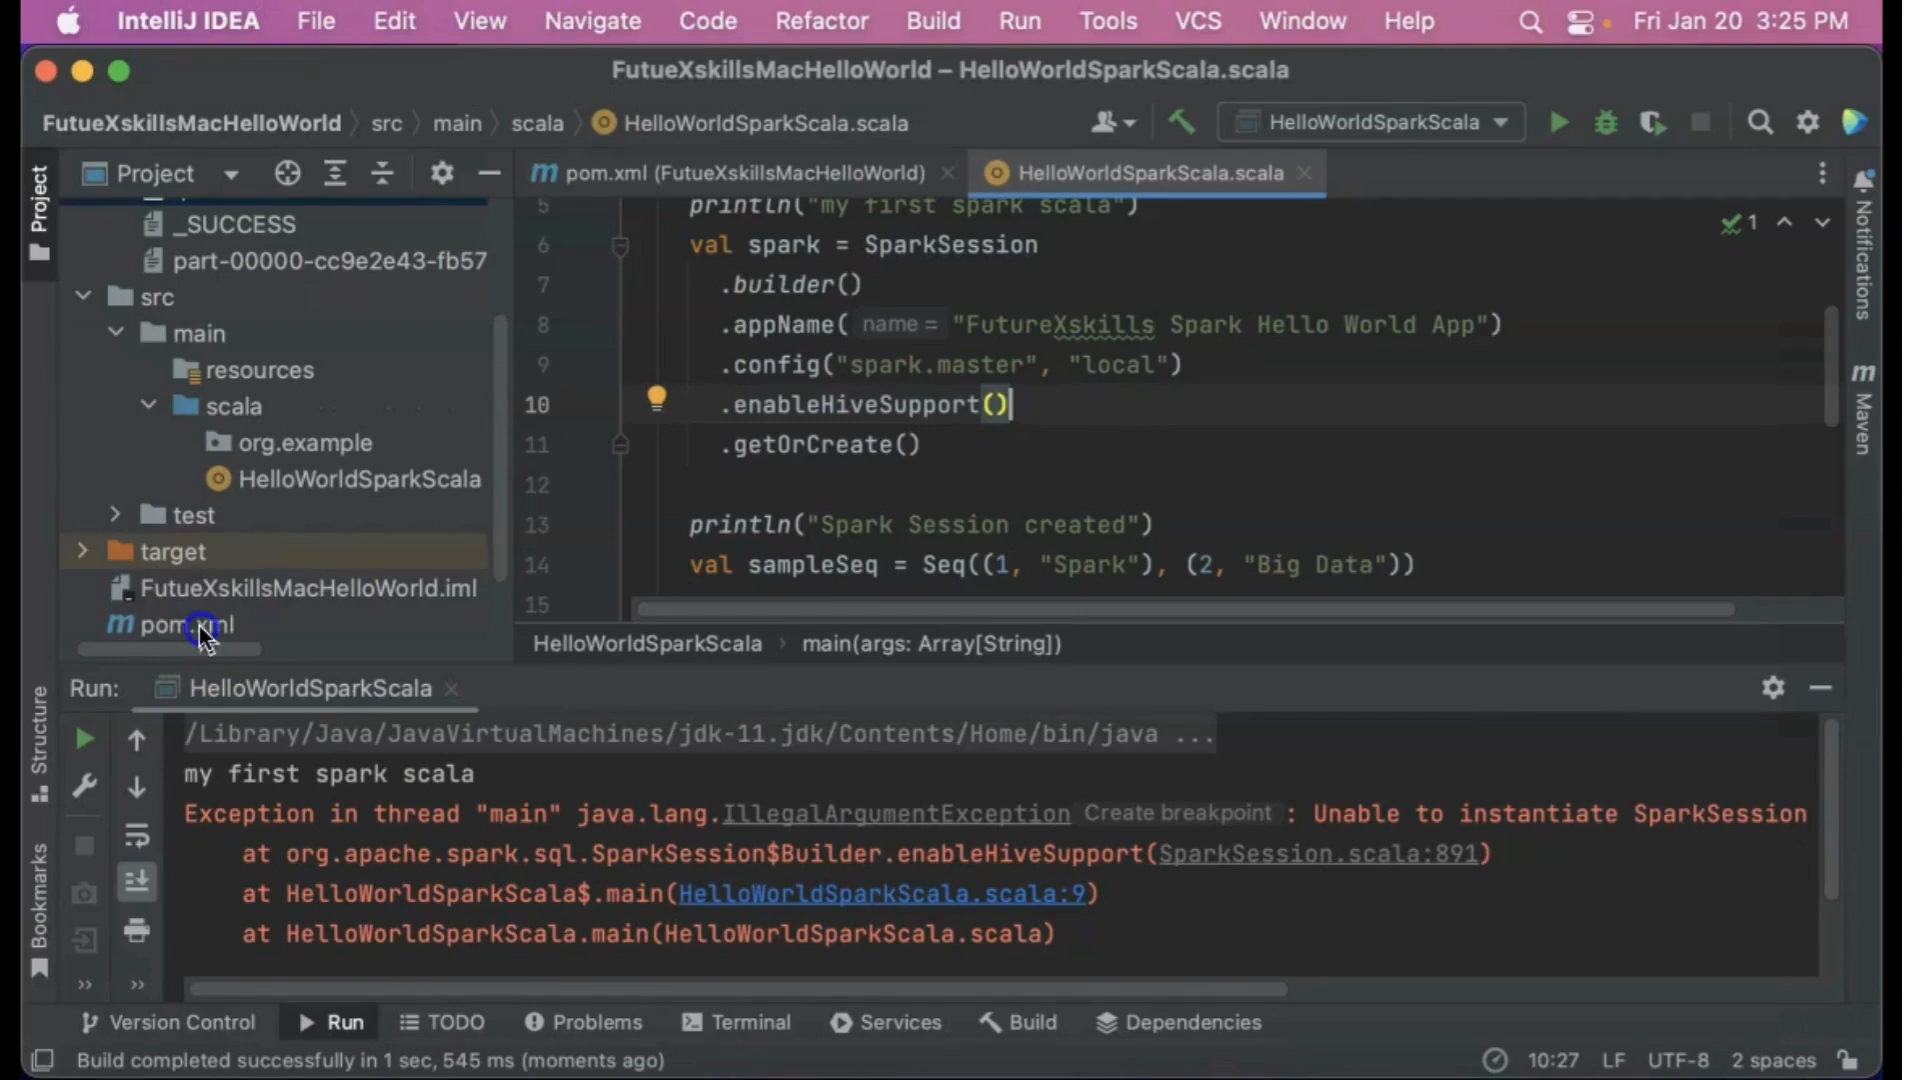 IntelliJ IDEA File Edit View Navigate Code Refactor Build Run Tools VCS Window Help Fri Jan 20 3:25 PM
FutueXskillsMacHelloWorld – HelloWorldSparkScala.scala
FutueXskillsMacHelloWorld src main scala HelloWorldSparkScala.scala HelloWorldSparkScala
Project
Project
pom.xml (FutueXskillsMacHelloWorld)
HelloWorldSparkScala.scala
_SUCCESS
part-00000-cc9e2e43-fb57
src
main
resources
scala
org.example
HelloWorldSparkScala
test
target
FutueXskillsMacHelloWorld.iml
pom.xml
5 println("my first spark scala")
6 val spark = SparkSession
7 .builder()
8 .appName( name = "FutureXskills Spark Hello World App")
9 .config("spark.master", "local")
10 .enableHiveSupport()
11 .getOrCreate()
12
13 println("Spark Session created")
14 val sampleSeq = Seq((1, "Spark"), (2, "Big Data"))
15
1
Notifications
Maven
HelloWorldSparkScala main(args: Array[String])
Run: HelloWorldSparkScala
Structure
Bookmarks
/Library/Java/JavaVirtualMachines/jdk-11.jdk/Contents/Home/bin/java ...
my first spark scala
Exception in thread "main" java.lang.IllegalArgumentException Create breakpoint : Unable to instantiate SparkSession
at org.apache.spark.sql.SparkSession$Builder.enableHiveSupport(SparkSession.scala:891)
at HelloWorldSparkScala$.main(HelloWorldSparkScala.scala:9)
at HelloWorldSparkScala.main(HelloWorldSparkScala.scala)
Version Control Run TODO Problems Terminal Services Build Dependencies
Build completed successfully in 1 sec, 545 ms (moments ago) 10:27 LF UTF-8 2 spaces